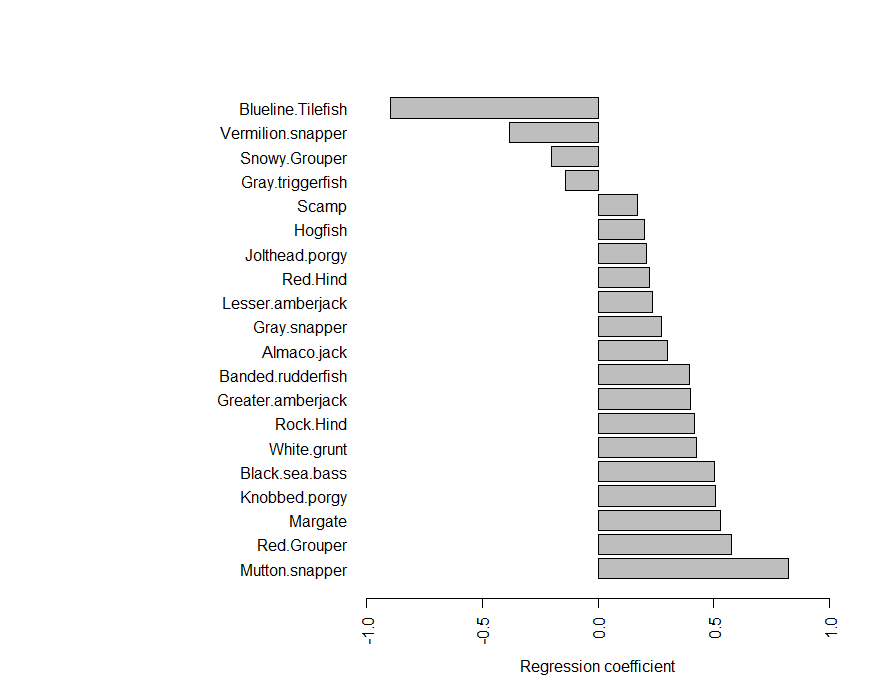 Blueline.Tilefish
Vermilion.snapper
Snowy.Grouper
Gray.triggerfish
Scamp
Hogfish
Jolthead.porgy
Red.Hind
Lesser.amberjack
Gray.snapper
Almaco.jack
Banded.rudderfish
Greater.amberjack
Rock.Hind
White.grunt
Black.sea.bass
Knobbed.porgy
Margate
Red.Grouper
Mutton.snapper
-1.0 -0.5 0.0 0.5 1.0
Regression coefficient